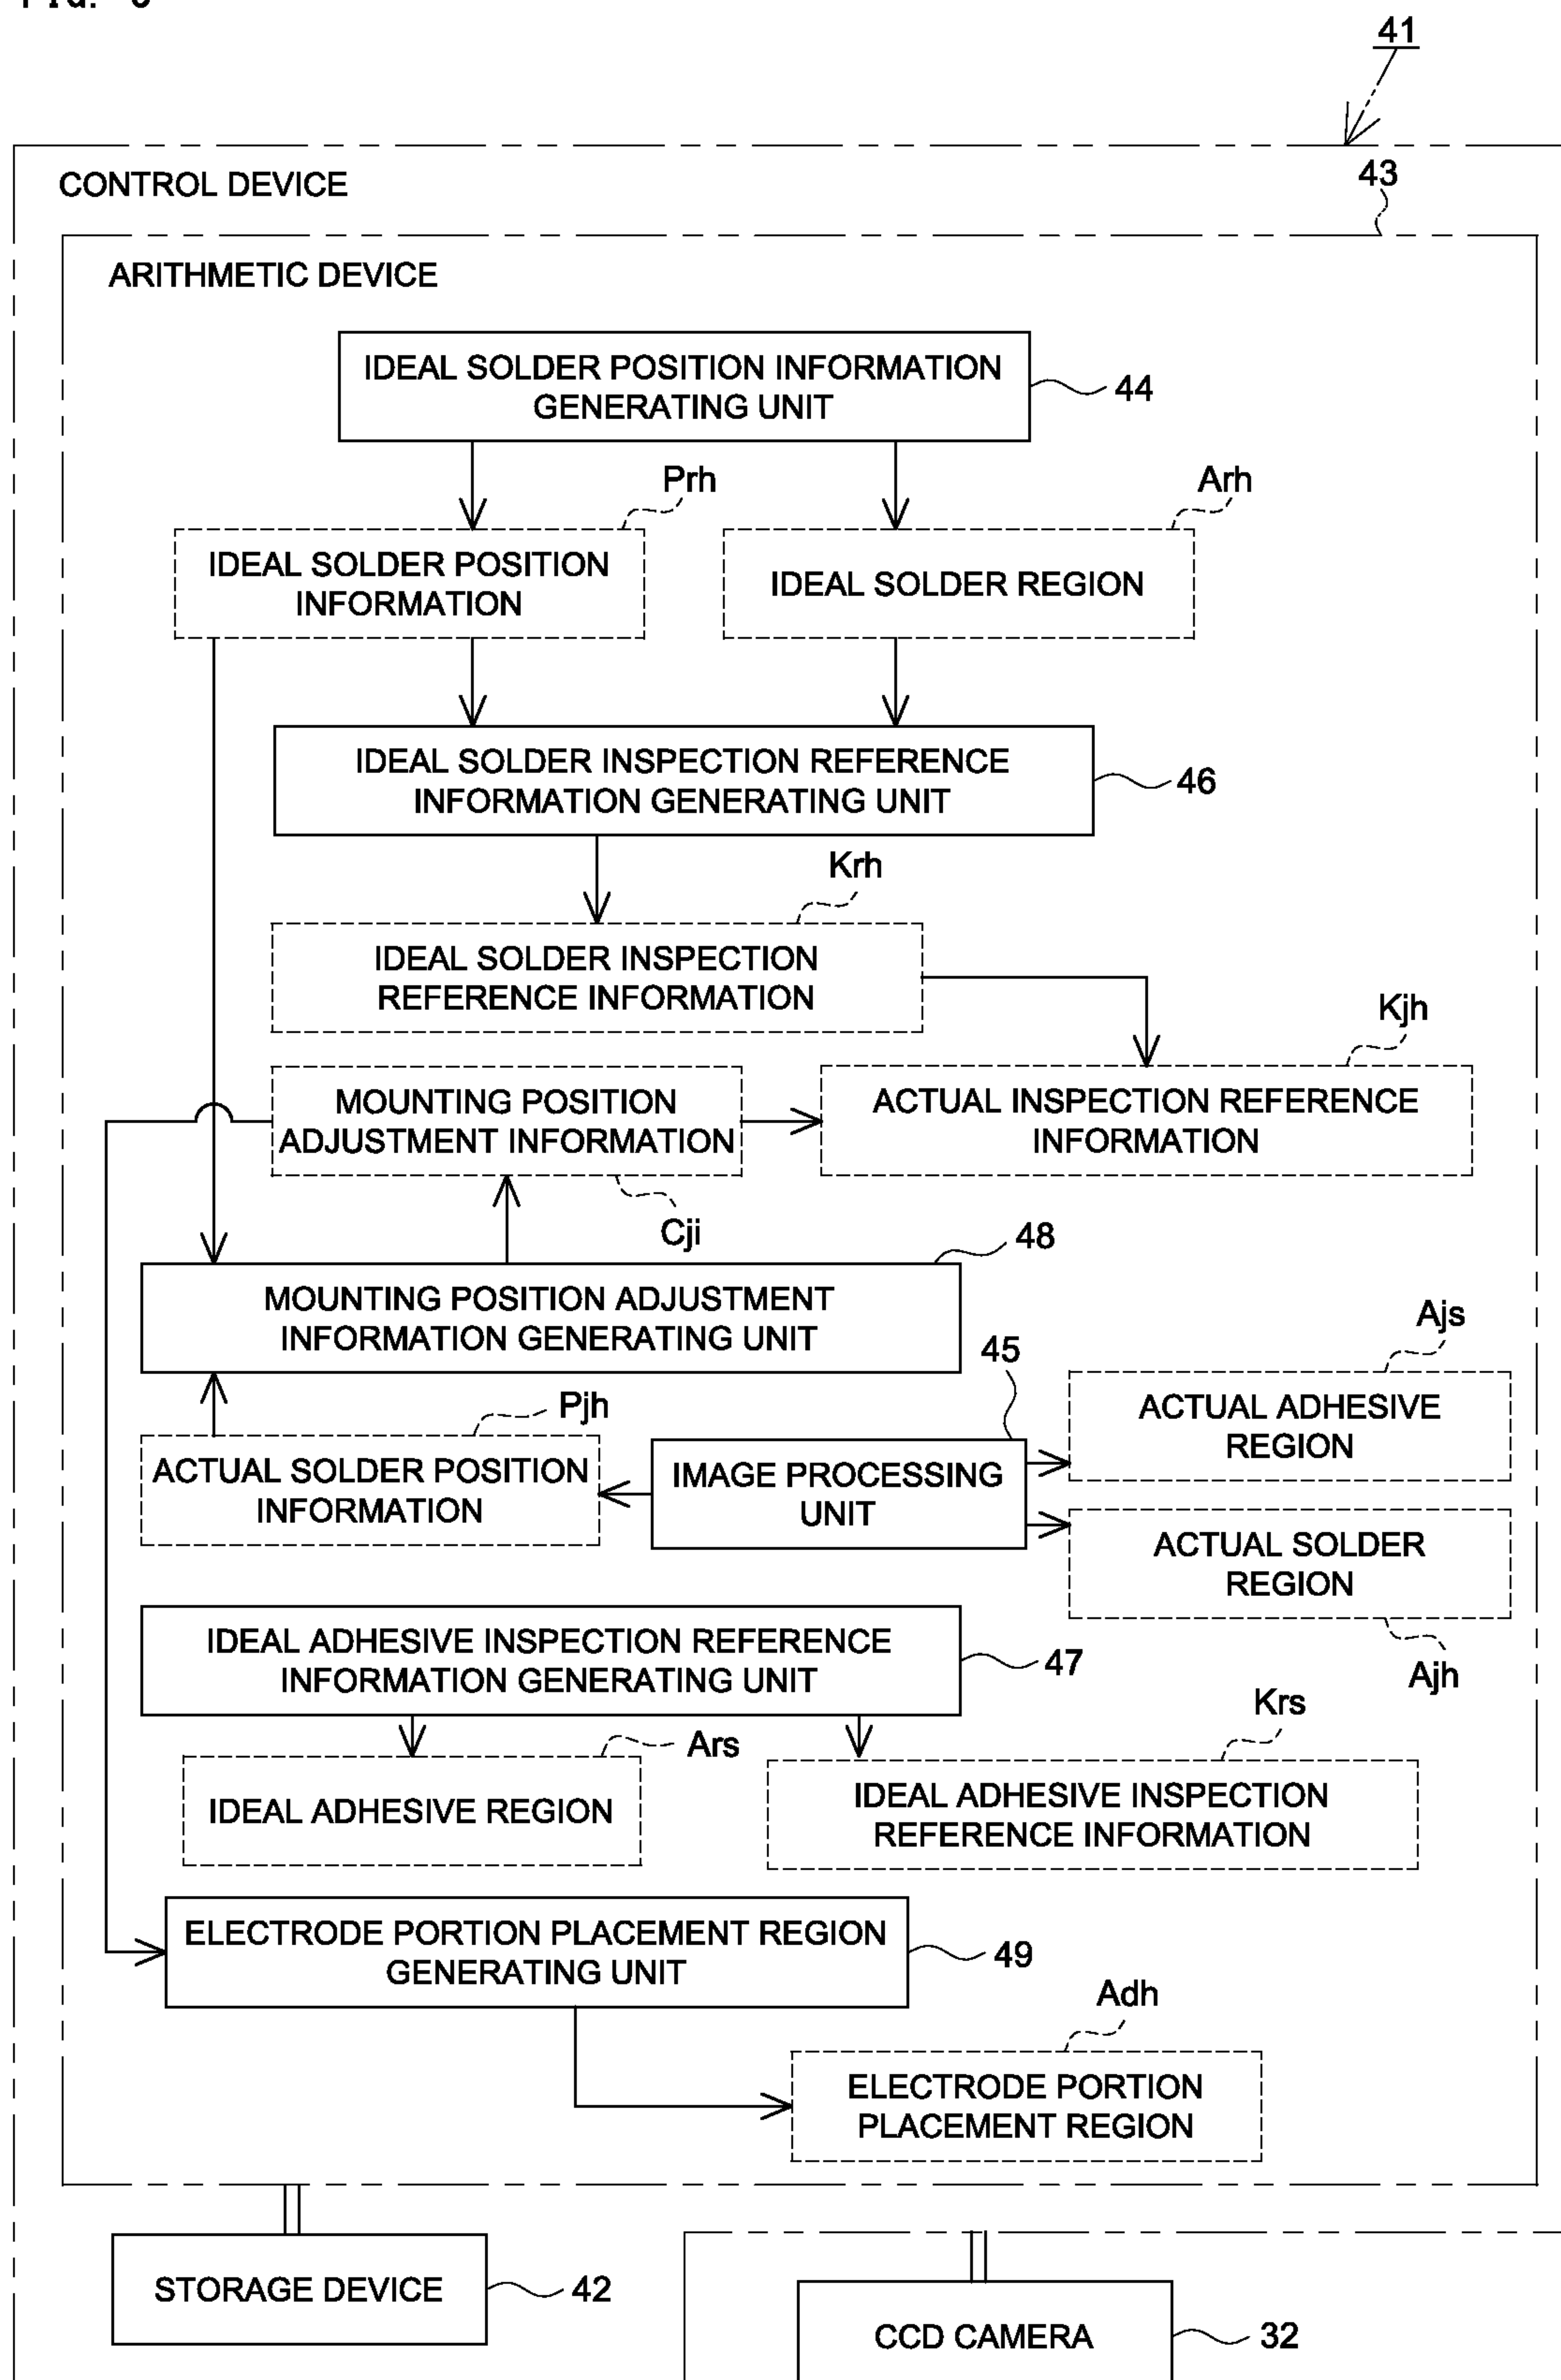 41
CONTROL DEVICE
43
ARITHMETIC DEVICE
IDEAL SOLDER POSITION INFORMATION
GENERATING UNIT
44
Prh
Arh
IDEAL SOLDER POSITION
INFORMATION
IDEAL SOLDER REGION
IDEAL SOLDER INSPECTION REFERENCE
INFORMATION GENERATING UNIT
46
Krh
IDEAL SOLDER INSPECTION
REFERENCE INFORMATION
Kjh
MOUNTING POSITION
ADJUSTMENT INFORMATION
ACTUAL INSPECTION REFERENCE
INFORMATION
Cji
48
MOUNTING POSITION ADJUSTMENT
INFORMATION GENERATING UNIT
45
Ajs
Pjh
ACTUAL ADHESIVE
REGION
ACTUAL SOLDER POSITION
INFORMATION
IMAGE PROCESSING
UNIT
ACTUAL SOLDER
REGION
Ajh
IDEAL ADHESIVE INSPECTION REFERENCE
INFORMATION GENERATING UNIT
47
Ars
Krs
IDEAL ADHESIVE REGION
IDEAL ADHESIVE INSPECTION
REFERENCE INFORMATION
ELECTRODE PORTION PLACEMENT REGION
GENERATING UNIT
49
Adh
ELECTRODE PORTION
PLACEMENT REGION
STORAGE DEVICE
42
CCD CAMERA
32